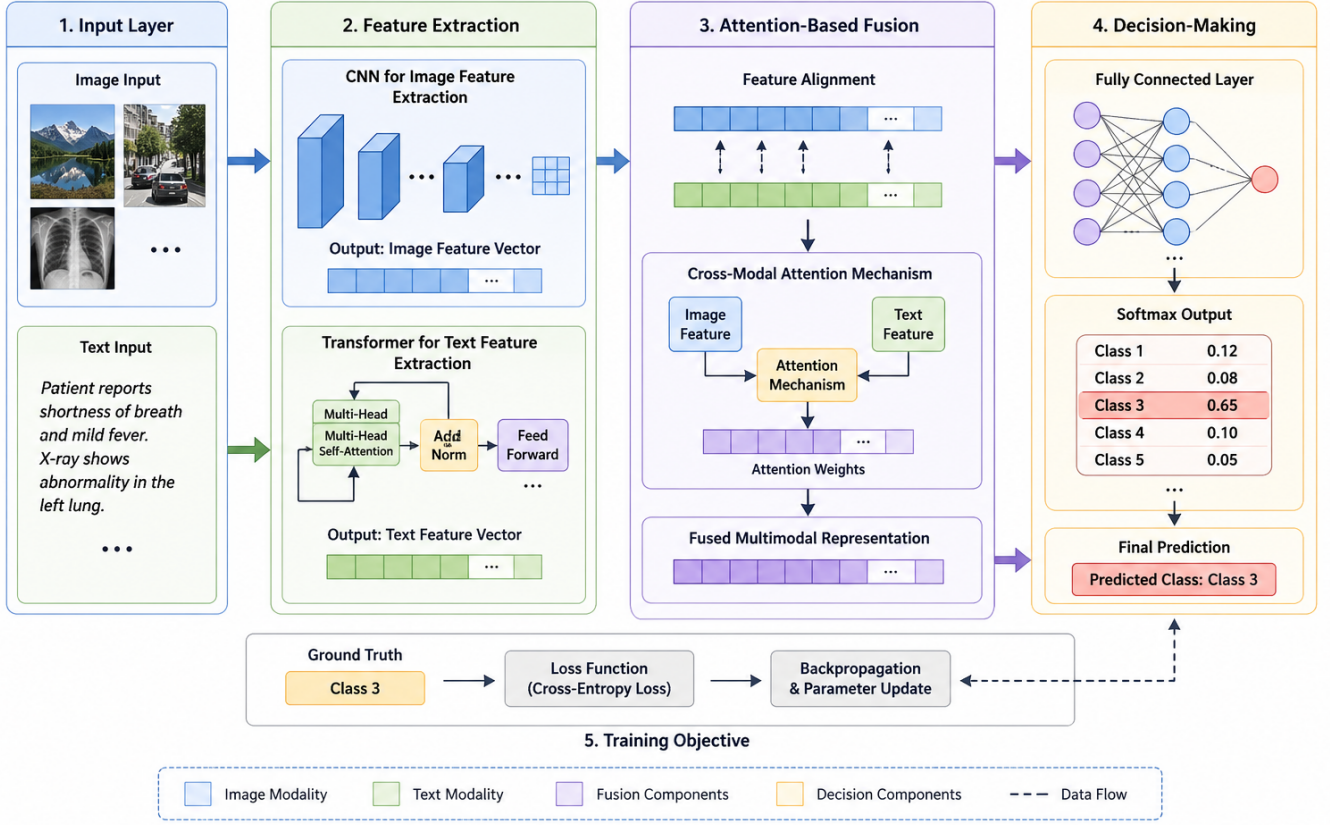 1. Input Layer
Image Input
...
Text Input
Patient reports
shortness of breath
and mild fever.
X-ray shows
abnormality in the
left lung.
...
2. Feature Extraction
CNN for Image Feature
Extraction
... ...
Output: Image Feature Vector
...
Transformer for Text Feature
Extraction
Multi-Head
Multi-Head
Self-Attention
Add
Norm
Feed
Forward
...
Output: Text Feature Vector
...
3. Attention-Based Fusion
Feature Alignment
...
...
Cross-Modal Attention Mechanism
Image
Feature
Text
Feature
Attention
Mechanism
...
Attention Weights
Fused Multimodal Representation
...
4. Decision-Making
Fully Connected Layer
...
Softmax Output
Class 1 0.12
Class 2 0.08
Class 3 0.65
Class 4 0.10
Class 5 0.05
...
Final Prediction
Predicted Class: Class 3
Ground Truth
Class 3
Loss Function
(Cross-Entropy Loss)
Backpropagation
& Parameter Update
5. Training Objective
Image Modality
Text Modality
Fusion Components
Decision Components
Data Flow